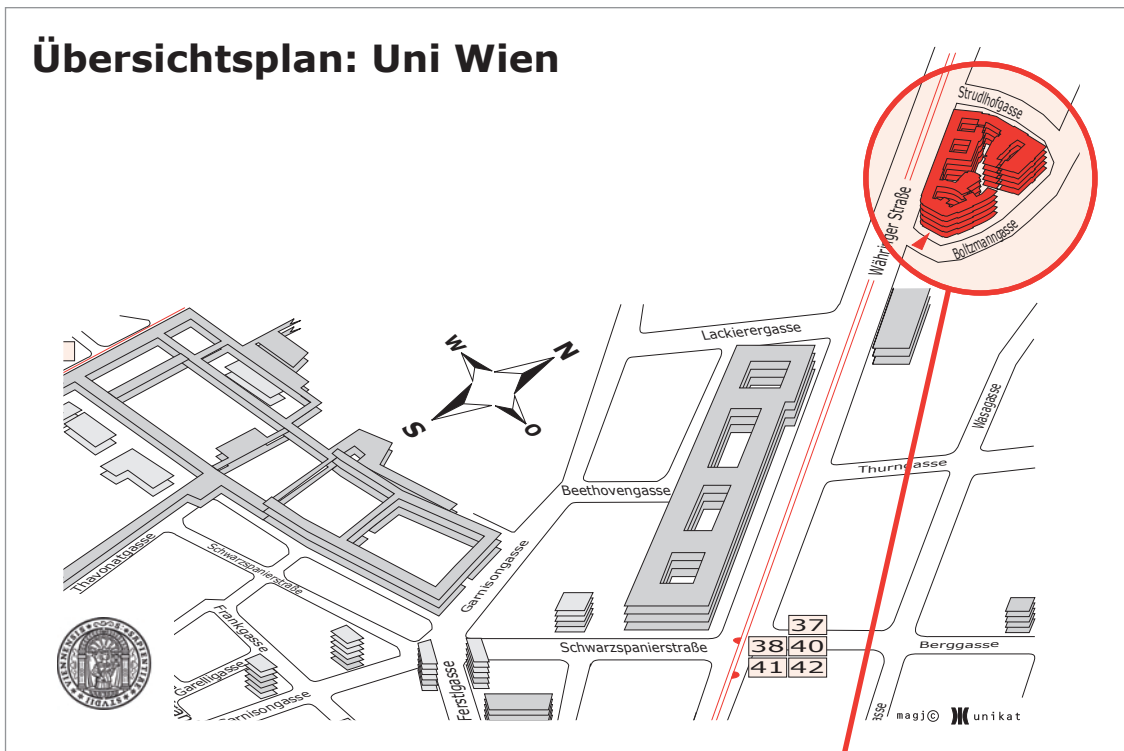 Übersichtsplan: Uni Wien
Strudlhofgasse
Währinger Straße
Boltzmanngasse
Lackierergasse
W
N
S
O
Wasagasse
Thurngasse
Beethovengasse
Garnisongasse
Thavonatgasse
Schwarzspanierstraße
Frankgasse
Garelligasse
Garnisongasse
Ferstlgasse
Schwarzspanierstraße
37
38 40
41 42
Berggasse
gasse
magj© unikat